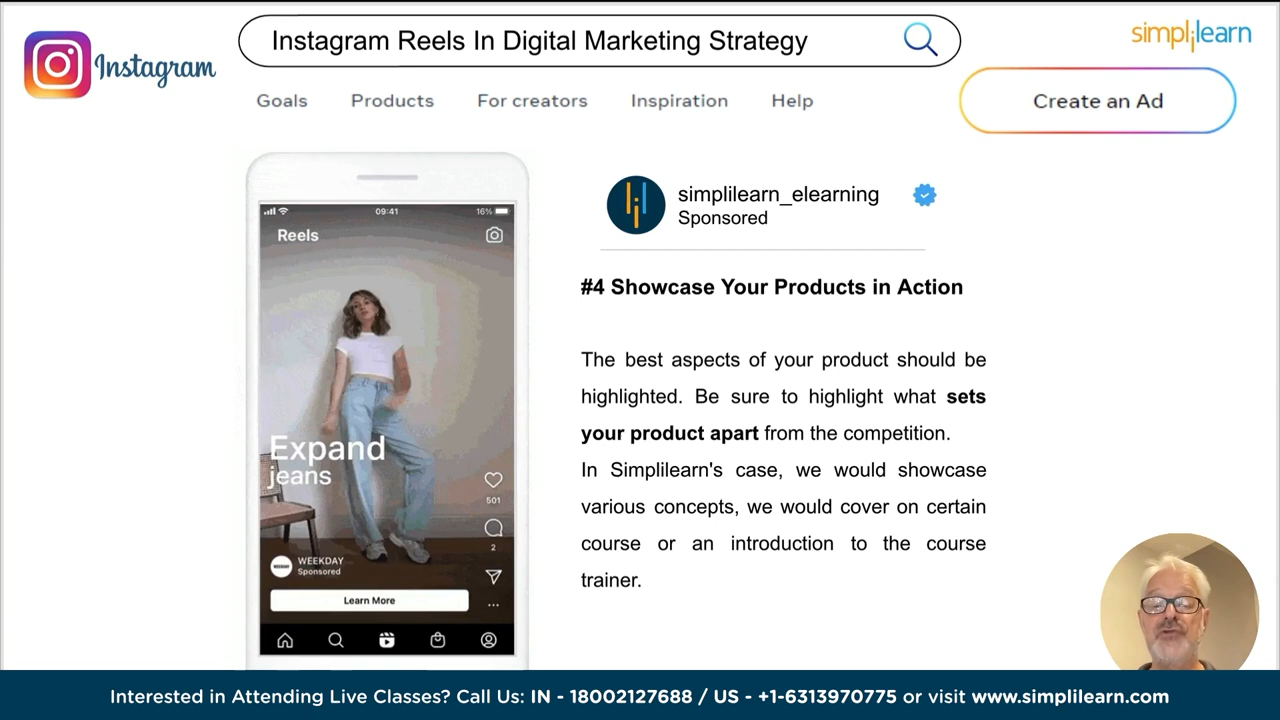 Instagram Reels In Digital Marketing Strategy
simplilearn
Instagram
Goals
Products
For creators
Inspiration
Help
Create an Ad
09:41
16%
Reels
Expand
jeans
501
2
WEEKDAY
WEEKDAY
Sponsored
Learn More
simplilearn_elearning
Sponsored
#4 Showcase Your Products in Action
The best aspects of your product should be
highlighted. Be sure to highlight what sets
your product apart from the competition.
In Simplilearn's case, we would showcase
various concepts, we would cover on certain
course or an introduction to the course
trainer.
Interested in Attending Live Classes? Call Us: IN - 18002127688 / US - +1-6313970775 or visit www.simplilearn.com